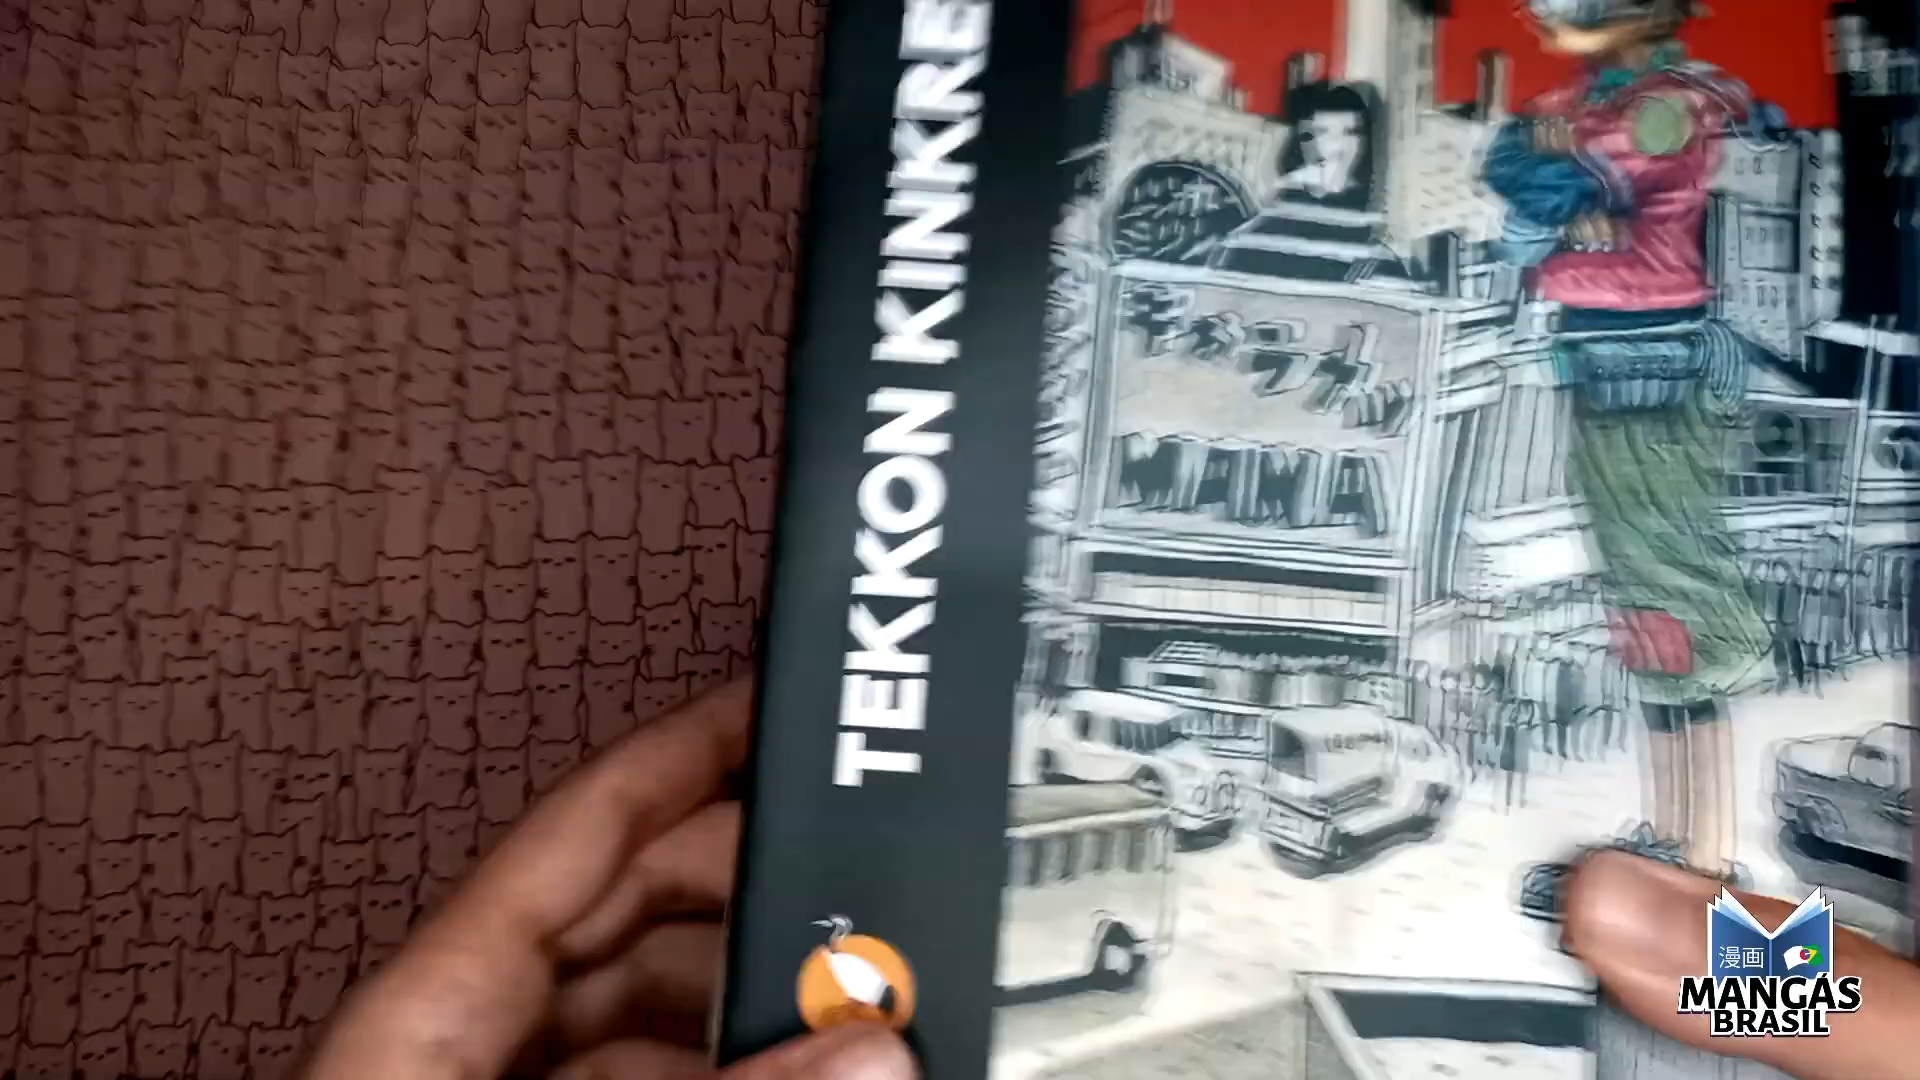 TEKKON KINKRE
MANA
漫画
MANGÁS
BRASIL